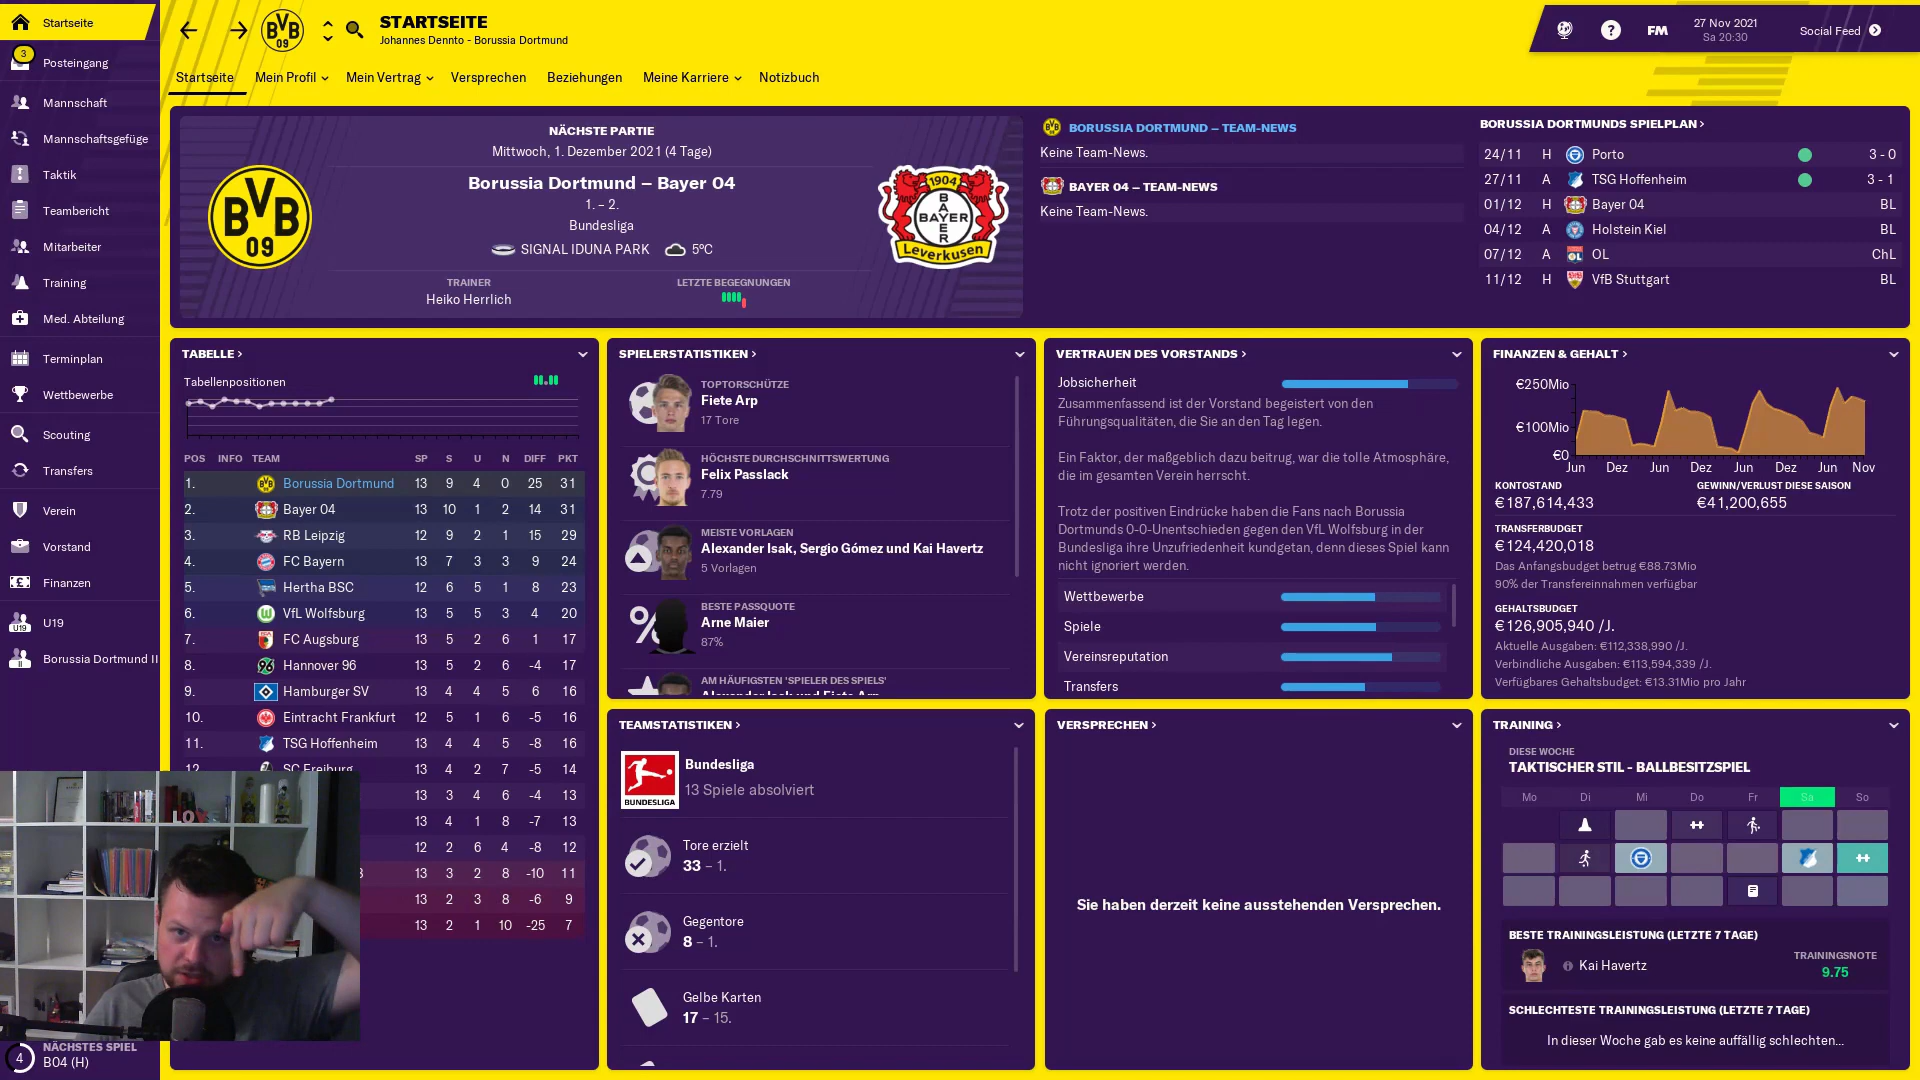 Startseite
3
Posteingang
Mannschaft
Mannschaftsgefüge
Taktik
Teambericht
Mitarbeiter
Training
Med. Abteilung
Terminplan
Wettbewerbe
Scouting
Transfers
Verein
Vorstand
Finanzen
U19
U19
II
Borussia Dortmund II
4
NÄCHSTES SPIEL
B04 (H)
BVB 09
STARTSEITE
Johannes Dennto - Borussia Dortmund
?
FM
27 Nov 2021
Sa 20:30
Social Feed
Startseite
Mein Profil
Mein Vertrag
Versprechen
Beziehungen
Meine Karriere
Notizbuch
NÄCHSTE PARTIE
Mittwoch, 1. Dezember 2021 (4 Tage)
Borussia Dortmund – Bayer 04
1. – 2.
Bundesliga
SIGNAL IDUNA PARK 5°C
TRAINER
Heiko Herrlich
LETZTE BEGEGNUNGEN
BVB 09
1904
BAYER
BAYER
Leverkusen
BORUSSIA DORTMUND – TEAM-NEWS
Keine Team-News.
BAYER 04 – TEAM-NEWS
Keine Team-News.
BORUSSIA DORTMUNDS SPIELPLAN >
24/11 H Porto 3 - 0
27/11 A TSG Hoffenheim 3 - 1
01/12 H Bayer 04 BL
04/12 A Holstein Kiel BL
07/12 A OL ChL
11/12 H VfB Stuttgart BL
TABELLE >
Tabellenpositionen
POS INFO TEAM SP S U N DIFF PKT
1. Borussia Dortmund 13 9 4 0 25 31
2. Bayer 04 13 10 1 2 14 31
3. RB Leipzig 12 9 2 1 15 29
4. FC Bayern 13 7 3 3 9 24
5. Hertha BSC 12 6 5 1 8 23
6. VfL Wolfsburg 13 5 5 3 4 20
7. FC Augsburg 13 5 2 6 1 17
8. Hannover 96 13 5 2 6 -4 17
9. Hamburger SV 13 4 4 5 6 16
10. Eintracht Frankfurt 12 5 1 6 -5 16
11. TSG Hoffenheim 13 4 4 5 -8 16
12. SC Freiburg 13 4 2 7 -5 14
13 3 4 6 -4 13
13 4 1 8 -7 13
12 2 6 4 -8 12
13 3 2 8 -10 11
13 2 3 8 -6 9
13 2 1 10 -25 7
SPIELERSTATISTIKEN >
TOPTORSCHÜTZE
Fiete Arp
17 Tore
HÖCHSTE DURCHSCHNITTSWERTUNG
Felix Passlack
7.79
MEISTE VORLAGEN
Alexander Isak, Sergio Gómez und Kai Havertz
5 Vorlagen
%
BESTE PASSQUOTE
Arne Maier
87%
AM HÄUFIGSTEN 'SPIELER DES SPIELS'
Alexander Isak und Fiete Arp
VERTRAUEN DES VORSTANDS >
Jobsicherheit
Zusammenfassend ist der Vorstand begeistert von den
Führungsqualitäten, die Sie an den Tag legen.
Ein Faktor, der maßgeblich dazu beitrug, war die tolle Atmosphäre,
die im gesamten Verein herrscht.
Trotz der positiven Eindrücke haben die Fans nach Borussia
Dortmunds 0-0-Unentschieden gegen den VfL Wolfsburg in der
Bundesliga ihre Unzufriedenheit kundgetan, denn dieses Spiel kann
nicht ignoriert werden.
Wettbewerbe
Spiele
Vereinsreputation
Transfers
FINANZEN & GEHALT >
€250Mio
€100Mio
€0
Jun Dez Jun Dez Jun Dez Jun Nov
KONTOSTAND
€187,614,433
GEWINN/VERLUST DIESE SAISON
€41,200,655
TRANSFERBUDGET
€124,420,018
Das Anfangsbudget betrug €88.73Mio
90% der Transfereinnahmen verfügbar
GEHALTSBUDGET
€126,905,940 /J.
Aktuelle Ausgaben: €112,338,990 /J.
Verbindliche Ausgaben: €113,594,339 /J.
Verfügbares Gehaltsbudget: €13.31Mio pro Jahr
TEAMSTATISTIKEN >
BUNDESLIGA
Bundesliga
13 Spiele absolviert
Tore erzielt
33 – 1.
Gegentore
8 – 1.
Gelbe Karten
17 – 15.
VERSPRECHEN >
Sie haben derzeit keine ausstehenden Versprechen.
TRAINING >
DIESE WOCHE
TAKTISCHER STIL - BALLBESITZSPIEL
Mo Di Mi Do Fr Sa So
BESTE TRAININGSLEISTUNG (LETZTE 7 TAGE)
Kai Havertz
TRAININGSNOTE
9.75
SCHLECHTESTE TRAININGSLEISTUNG (LETZTE 7 TAGE)
In dieser Woche gab es keine auffällig schlechten...